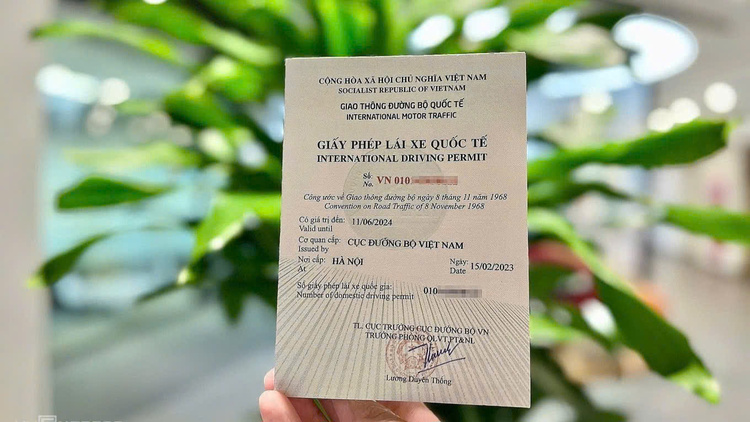 CỘNG HÒA XÃ HỘI CHỦ NGHĨA VIỆT NAM
SOCIALIST REPUBLIC OF VIETNAM
GIAO THÔNG ĐƯỜNG BỘ QUỐC TẾ
INTERNATIONAL MOTOR TRAFFIC
GIẤY PHÉP LÁI XE QUỐC TẾ
INTERNATIONAL DRIVING PERMIT
Số
No. VN 010
Công ước về Giao thông đường bộ ngày 8 tháng 11 năm 1968
Convention on Road Traffic of 8 November 1968
Có giá trị đến: 11/06/2024
Valid until
Cơ quan cấp: CỤC ĐƯỜNG BỘ VIỆT NAM
Issued by
Nơi cấp: HÀ NỘI Ngày: 15/02/2023
At Date
Số giấy phép lái xe quốc gia: 010
Number of domestic driving permit
TL. CỤC TRƯỞNG CỤC ĐƯỜNG BỘ VN
TRƯỞNG PHÒNG QLVT,PT&NL
Lương Duyên Thống